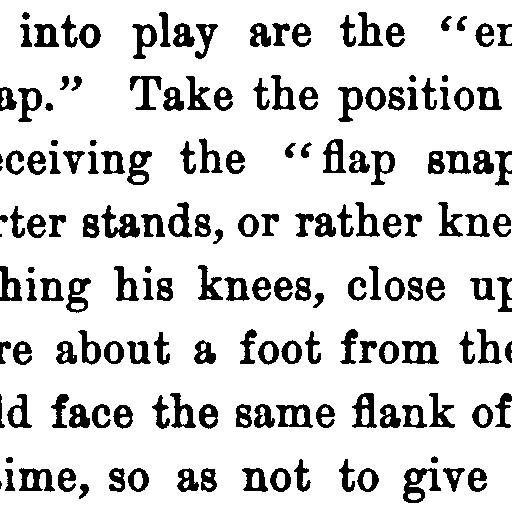 into play are the “en
ap.” Take the position
eceiving the “flap snap
rter stands, or rather kne
hing his knees, close up
re about a foot from the
ld face the same flank of
time, so as not to give